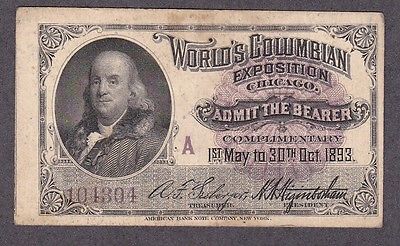 WORLD'S COLUMBIAN
EXPOSITION
CHICAGO.
ADMIT THE BEARER
COMPLIMENTARY
A
1ST May to 30TH Oct. 1893.
104304
TREASURER.
PRESIDENT
AMERICAN BANK NOTE COMPANY, NEW YORK.